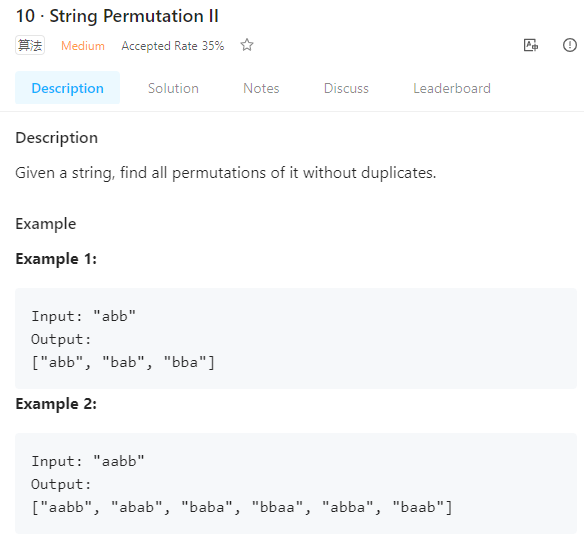 10 · String Permutation II
算法 Medium Accepted Rate 35%
Description Solution Notes Discuss Leaderboard
Description
Given a string, find all permutations of it without duplicates.
Example
Example 1:
Input: "abb"
Output:
["abb", "bab", "bba"]
Example 2:
Input: "aabb"
Output:
["aabb", "abab", "baba", "bbaa", "abba", "baab"]